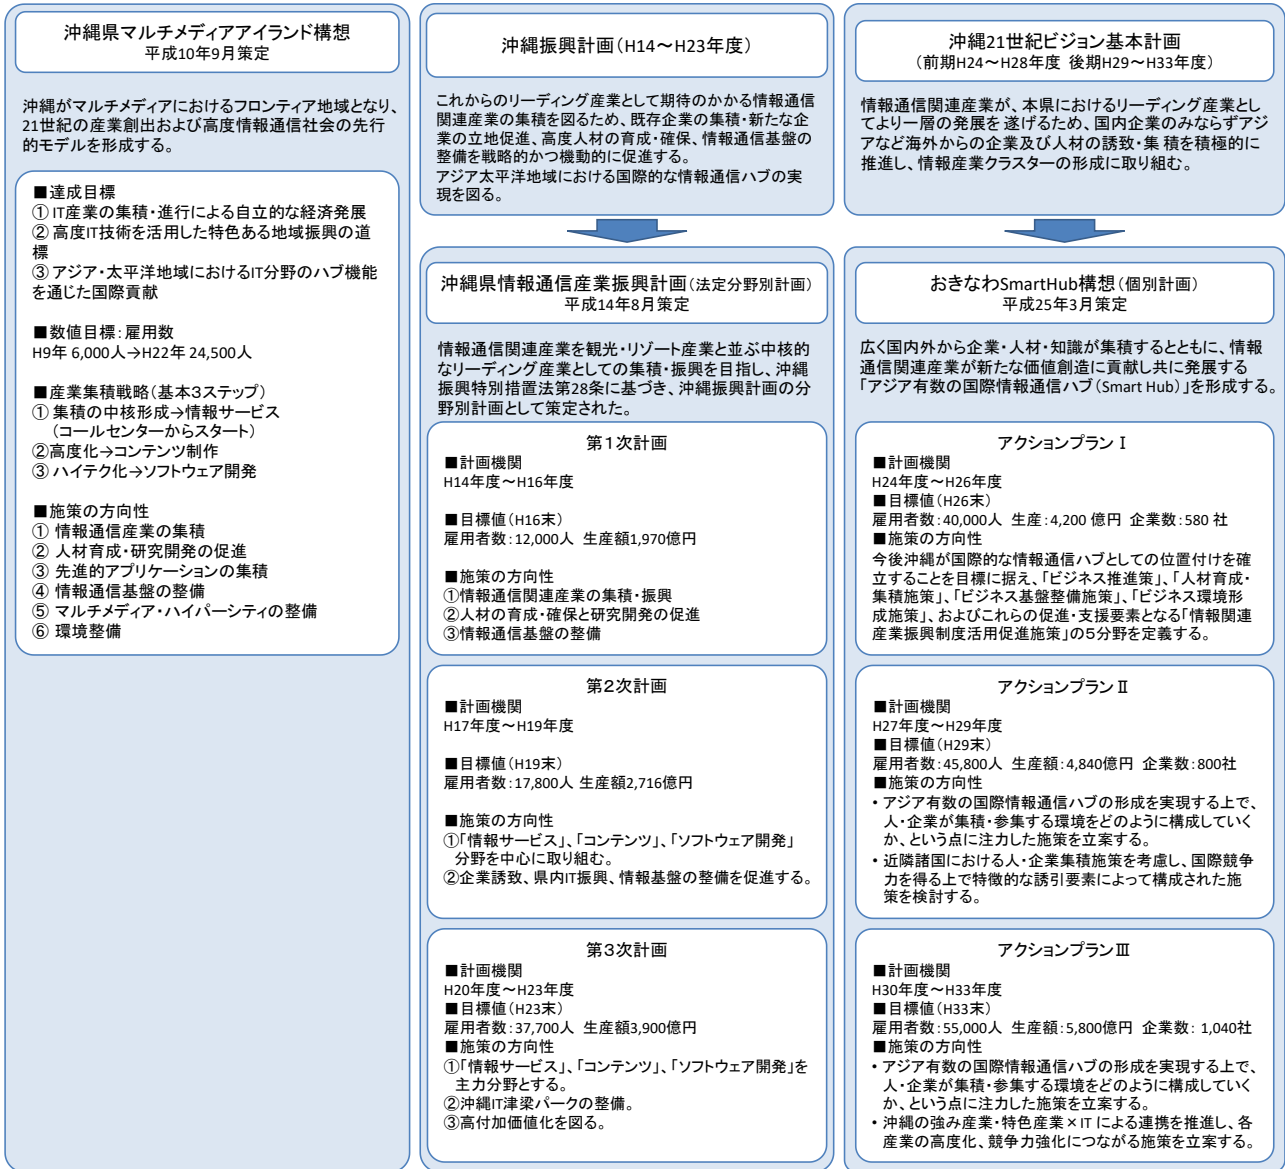 沖縄県マルチメディアアイランド構想
平成10年9月策定
沖縄がマルチメディアにおけるフロンティア地域となり、
21世紀の産業創出および高度情報通信社会の先行
的モデルを形成する。
■達成目標
① IT産業の集積・進行による自立的な経済発展
② 高度IT技術を活用した特色ある地域振興の道
標
③ アジア・太平洋地域におけるIT分野のハブ機能
を通じた国際貢献
■数値目標：雇用数
H9年 6,000人→H22年 24,500人
■産業集積戦略（基本３ステップ）
① 集積の中核形成→情報サービス
（コールセンターからスタート）
②高度化→コンテンツ制作
③ ハイテク化→ソフトウェア開発
■施策の方向性
① 情報通信産業の集積
② 人材育成・研究開発の促進
③ 先進的アプリケーションの集積
④ 情報通信基盤の整備
⑤ マルチメディア・ハイパーシティの整備
⑥ 環境整備
沖縄振興計画（H14～H23年度）
これからのリーディング産業として期待のかかる情報通信
関連産業の集積を図るため、既存企業の集積・新たな企
業の立地促進、高度人材の育成・確保、情報通信基盤の
整備を戦略的かつ機動的に促進する。
アジア太平洋地域における国際的な情報通信ハブの実
現を図る。
沖縄県情報通信産業振興計画（法定分野別計画）
平成14年8月策定
情報通信関連産業を観光・リゾート産業と並ぶ中核的
なリーディング産業としての集積・振興を目指し、沖縄
振興特別措置法第28条に基づき、沖縄振興計画の分
野別計画として策定された。
第１次計画
■計画機関
H14年度～H16年度
■目標値（H16末）
雇用者数：12,000人 生産額1,970億円
■施策の方向性
①情報通信関連産業の集積・振興
②人材の育成・確保と研究開発の促進
③情報通信基盤の整備
第２次計画
■計画機関
H17年度～H19年度
■目標値（H19末）
雇用者数：17,800人 生産額2,716億円
■施策の方向性
①「情報サービス」、「コンテンツ」、「ソフトウェア開発」
分野を中心に取り組む。
②企業誘致、県内IT振興、情報基盤の整備を促進する。
第３次計画
■計画機関
H20年度～H23年度
■目標値（H23末）
雇用者数：37,700人 生産額3,900億円
■施策の方向性
①「情報サービス」、「コンテンツ」、「ソフトウェア開発」を
主力分野とする。
②沖縄IT津梁パークの整備。
③高付加価値化を図る。
沖縄21世紀ビジョン基本計画
（前期H24～H28年度 後期H29～H33年度）
情報通信関連産業が、本県におけるリーディング産業とし
てより一層の発展を 遂げるため、国内企業のみならずアジ
アなど海外からの企業及び人材の誘致・集 積を積極的に
推進し、情報産業クラスターの形成に取り組む。
おきなわSmartHub構想（個別計画）
平成25年３月策定
広く国内外から企業・人材・知識が集積するとともに、情報
通信関連産業が新たな価値創造に貢献し共に発展する
「アジア有数の国際情報通信ハブ（Smart Hub）」を形成する。
アクションプラン Ⅰ
■計画機関
H24年度～H26年度
■目標値（H26末）
雇用者数：40,000人 生産：4,200 億円 企業数：580 社
■施策の方向性
今後沖縄が国際的な情報通信ハブとしての位置付けを確
立することを目標に据え、「ビジネス推進策」、「人材育成・
集積施策」、「ビジネス基盤整備施策」、「ビジネス環境形
成施策」、およびこれらの促進・支援要素となる「情報関連
産業振興制度活用促進施策」の５分野を定義する。
アクションプラン Ⅱ
■計画機関
H27年度～H29年度
■目標値（H29末）
雇用者数：45,800人 生産額：4,840億円 企業数：800社
■施策の方向性
• アジア有数の国際情報通信ハブの形成を実現する上で、
人・企業が集積・参集する環境をどのように構成していく
か、という点に注力した施策を立案する。
• 近隣諸国における人・企業集積施策を考慮し、国際競争
力を得る上で特徴的な誘引要素によって構成された施
策を検討する。
アクションプランⅢ
■計画機関
H30年度～H33年度
■目標値（H33末）
雇用者数：55,000人 生産額：5,800億円 企業数： 1,040社
■施策の方向性
• アジア有数の国際情報通信ハブの形成を実現する上で、
人・企業が集積・参集する環境をどのように構成していく
か、という点に注力した施策を立案する。
• 沖縄の強み産業・特色産業×ITによる連携を推進し、各
産業の高度化、競争力強化につながる施策を立案する。